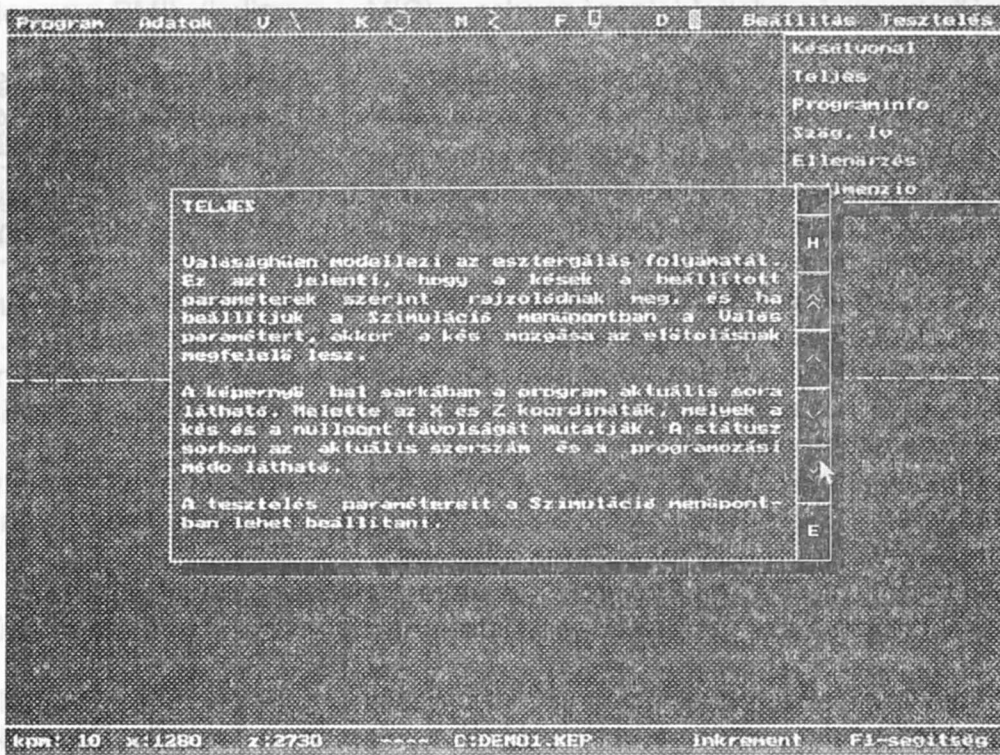 Program Adatok V K M F D Beállítás Tesztelés
Késétvonal
Teljes
Programinfo
Szög, Ív
Ellenőrzés
TELJES
Valósághűen modellezi az esztergálás folyamatát.
Ez azt jelenti, hogy a kések a beállított
paraméterek szerint rajzolódnak meg, és ha
beállítjuk a Szimuláció menüpontban a Valós
paramétert, akkor a kés mozgása az előtolásnak
megfelelő lesz.
A képernyő bal sarkában a program aktuális sora
látható. Melette az X és Z koordináták, melyek a
kés és a nullpont távolságát mutatják. A státusz
sorban az aktuális szerszám és a programozási
módo látható.
A tesztelés paramétereit a Szimuláció menüpont-
ban lehet beállítani.
H
E
kpm: 10 x:1280 z:2730 ---- C:DEMO1.KEP inkrement F1-segítség